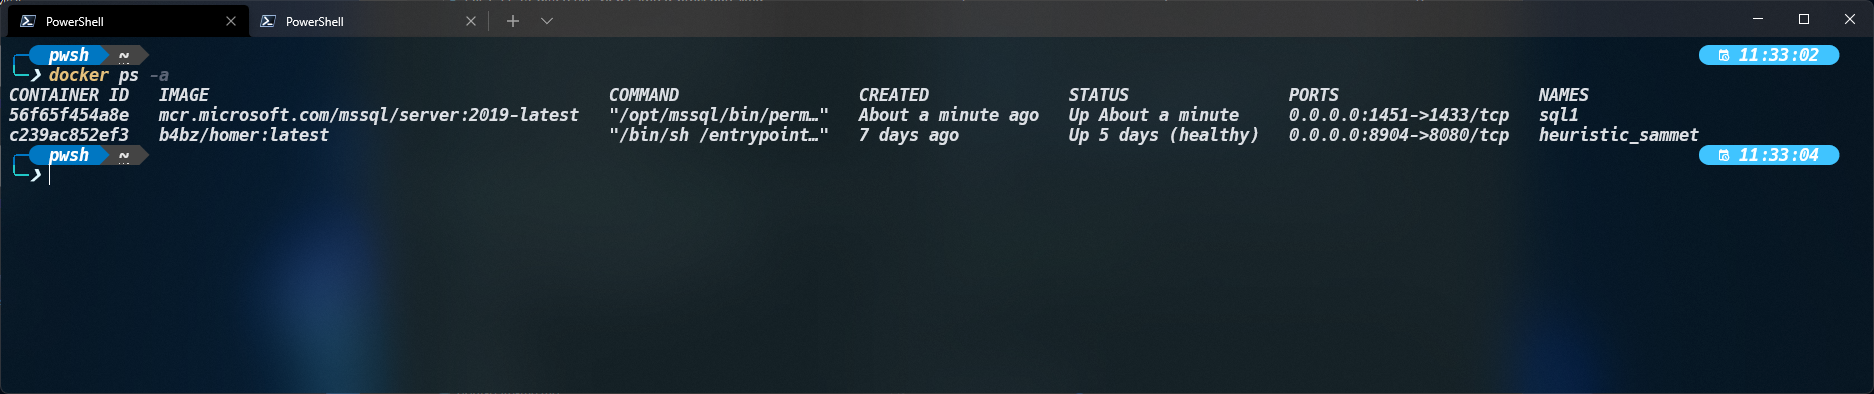 PowerShell PowerShell
pwsh ~ 11:33:02
❯ docker ps -a
CONTAINER ID IMAGE COMMAND CREATED STATUS PORTS NAMES
56f65f454a8e mcr.microsoft.com/mssql/server:2019-latest "/opt/mssql/bin/perm…" About a minute ago Up About a minute 0.0.0.0:1451->1433/tcp sql1
c239ac852ef3 b4bz/homer:latest "/bin/sh /entrypoint…" 7 days ago Up 5 days (healthy) 0.0.0.0:8904->8080/tcp heuristic_sammet
pwsh ~ 11:33:04
❯